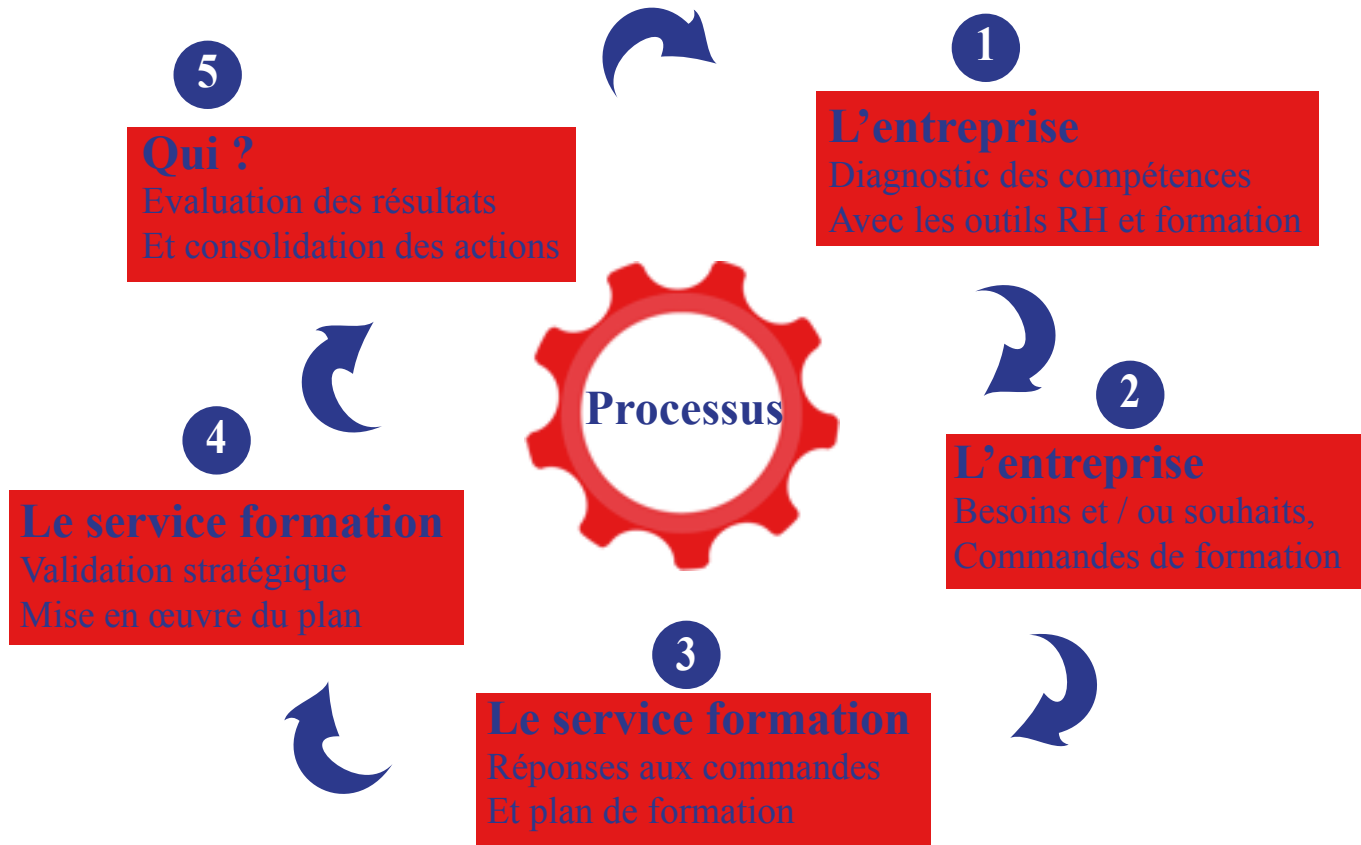 1
L’entreprise
Diagnostic des compétences
Avec les outils RH et formation
2
L’entreprise
Besoins et / ou souhaits,
Commandes de formation
3
Le service formation
Réponses aux commandes
Et plan de formation
4
Le service formation
Validation stratégique
Mise en œuvre du plan
5
Qui ?
Evaluation des résultats
Et consolidation des actions
Processus